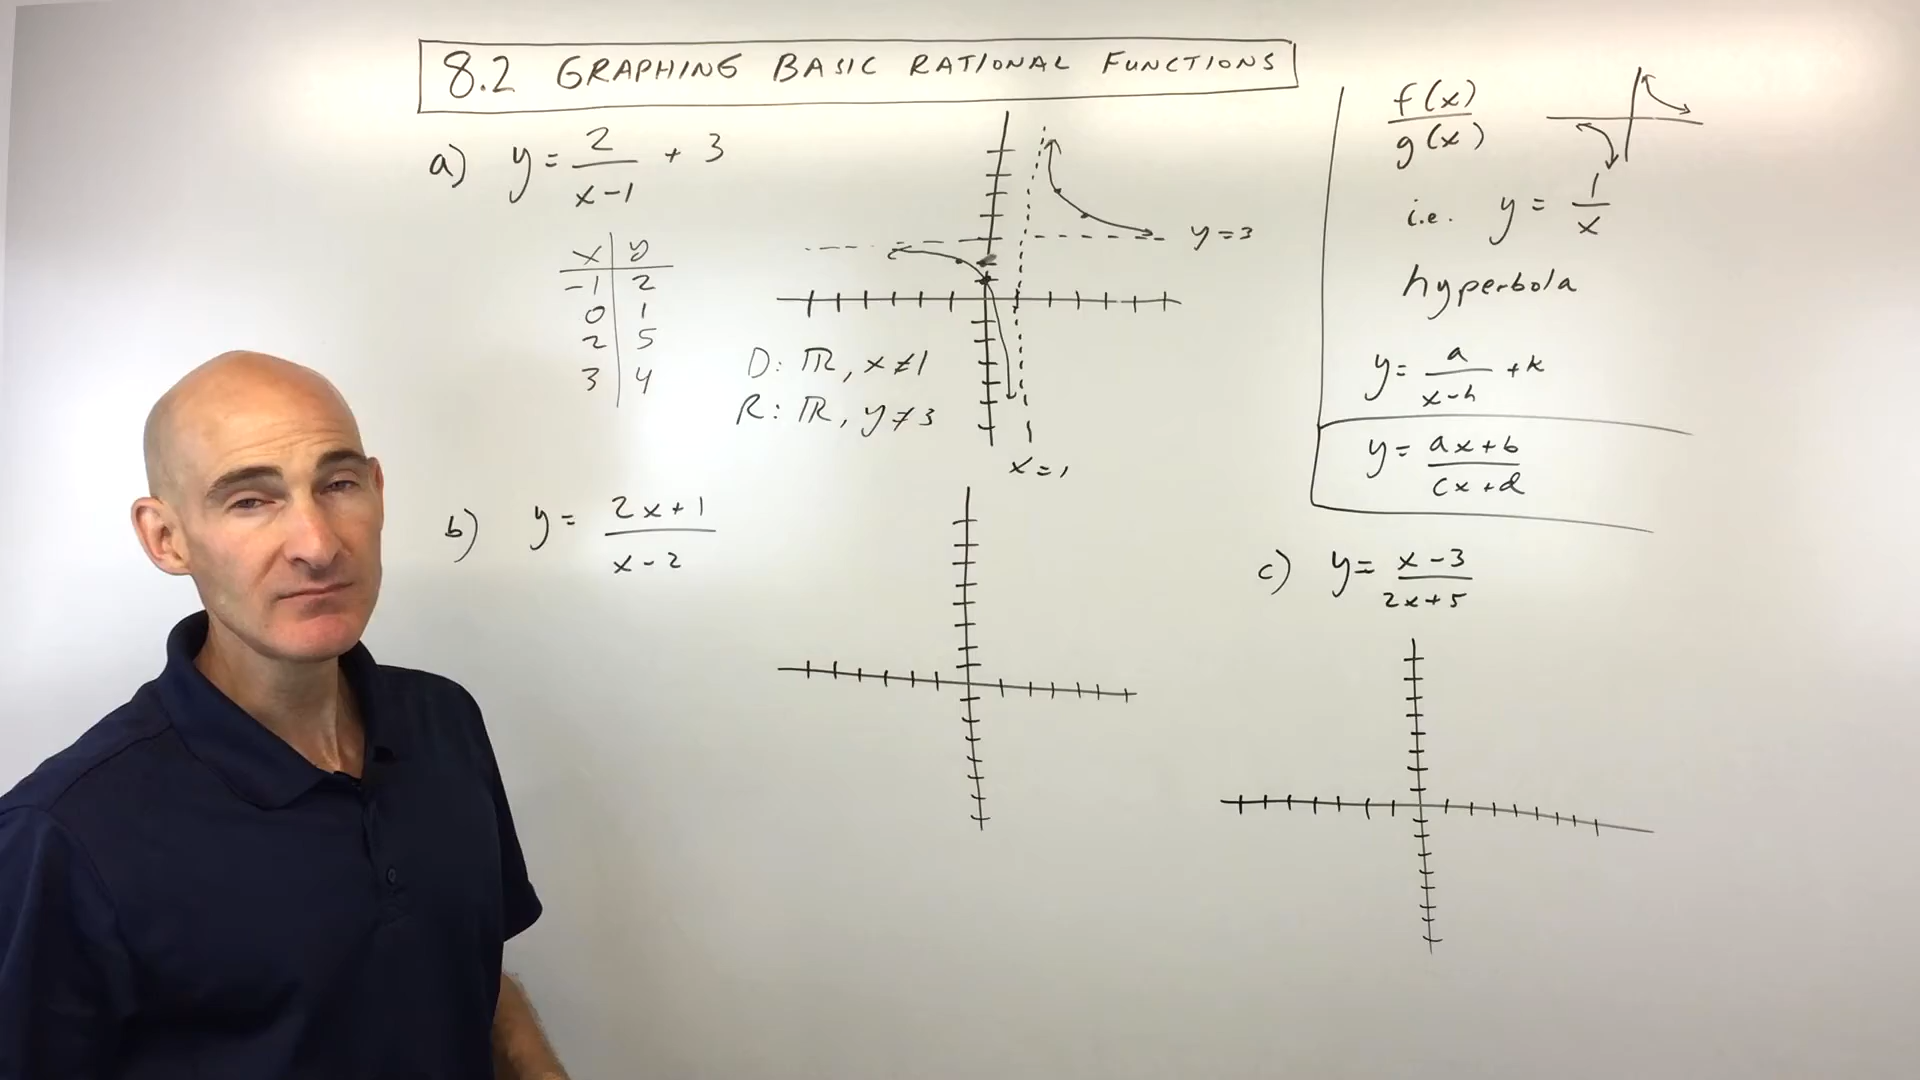 8.2 GRAPHING BASIC RATIONAL FUNCTIONS
a) y = 2/(x-1) + 3
x | y
-1 | 2
0 | 1
2 | 5
3 | 4
y=3
D: ℝ, x≠1
R: ℝ, y≠3
x=1
f(x)/g(x)
i.e. y = 1/x
hyperbola
y = a/(x-h) + k
y = (ax+b)/(cx+d)
b) y = (2x+1)/(x-2)
c) y = (x-3)/(2x+5)